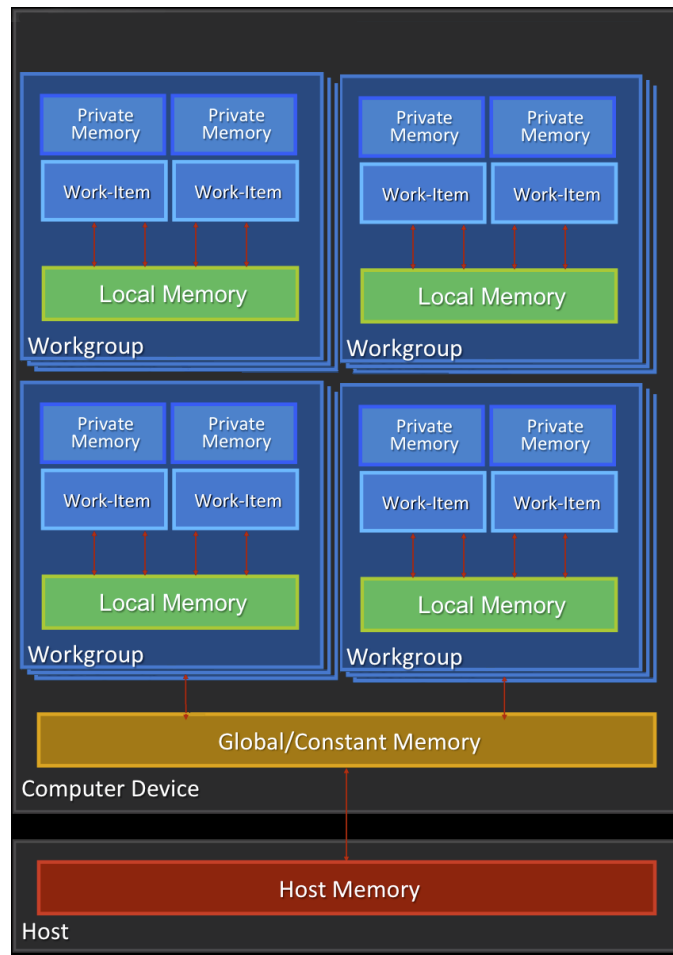 Private Memory
Private Memory
Work-Item
Work-Item
Local Memory
Workgroup
Private Memory
Private Memory
Work-Item
Work-Item
Local Memory
Workgroup
Private Memory
Private Memory
Work-Item
Work-Item
Local Memory
Workgroup
Private Memory
Private Memory
Work-Item
Work-Item
Local Memory
Workgroup
Global/Constant Memory
Computer Device
Host Memory
Host